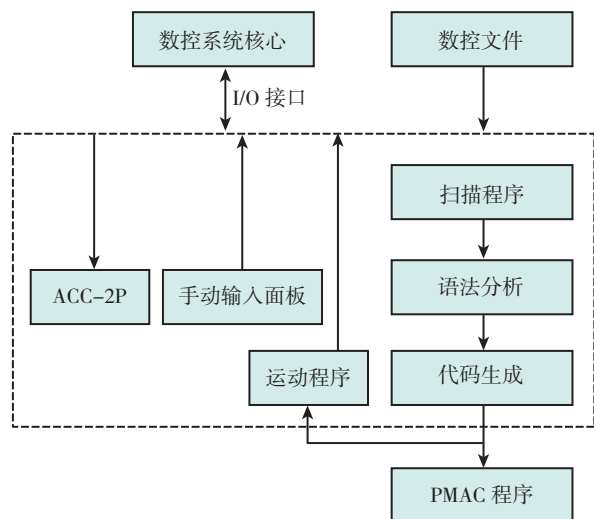 数控系统核心
数控文件
I/O 接口
扫描程序
ACC-2P
手动输入面板
语法分析
运动程序
代码生成
PMAC 程序